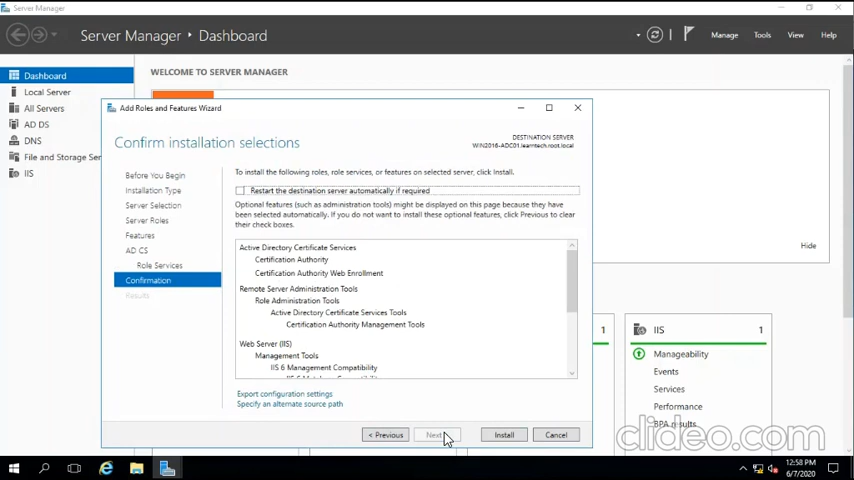 Server Manager
Server Manager • Dashboard
Manage Tools View Help
Dashboard
Local Server
All Servers
AD DS
DNS
File and Storage Ser
IIS
WELCOME TO SERVER MANAGER
Add Roles and Features Wizard
Confirm installation selections
DESTINATION SERVER
WIN2016-ADC01.learntech.root.local
Before You Begin
Installation Type
Server Selection
Server Roles
Features
AD CS
Role Services
Confirmation
Results
To install the following roles, role services, or features on selected server, click Install.
Restart the destination server automatically if required
Optional features (such as administration tools) might be displayed on this page because they have
been selected automatically. If you do not want to install these optional features, click Previous to clear
their check boxes.
Active Directory Certificate Services
Certification Authority
Certification Authority Web Enrollment
Remote Server Administration Tools
Role Administration Tools
Active Directory Certificate Services Tools
Certification Authority Management Tools
Web Server (IIS)
Management Tools
IIS 6 Management Compatibility
Export configuration settings
Specify an alternate source path
< Previous
Next
Install
Cancel
Hide
1
IIS 1
Manageability
Events
Services
Performance
BPA results
clideo.com
12:58 PM
6/7/2020